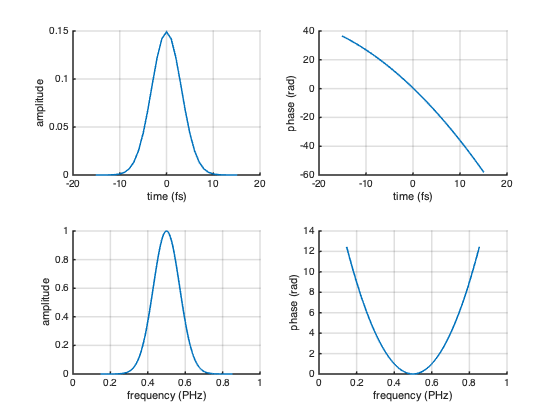 0.15
0.1
0.05
0
-20 -10 0 10 20
amplitude
time (fs)
40
20
0
-20
-40
-60
-20 -10 0 10 20
phase (rad)
time (fs)
1
0.8
0.6
0.4
0.2
0
0 0.2 0.4 0.6 0.8 1
amplitude
frequency (PHz)
14
12
10
8
6
4
2
0
0 0.2 0.4 0.6 0.8 1
phase (rad)
frequency (PHz)